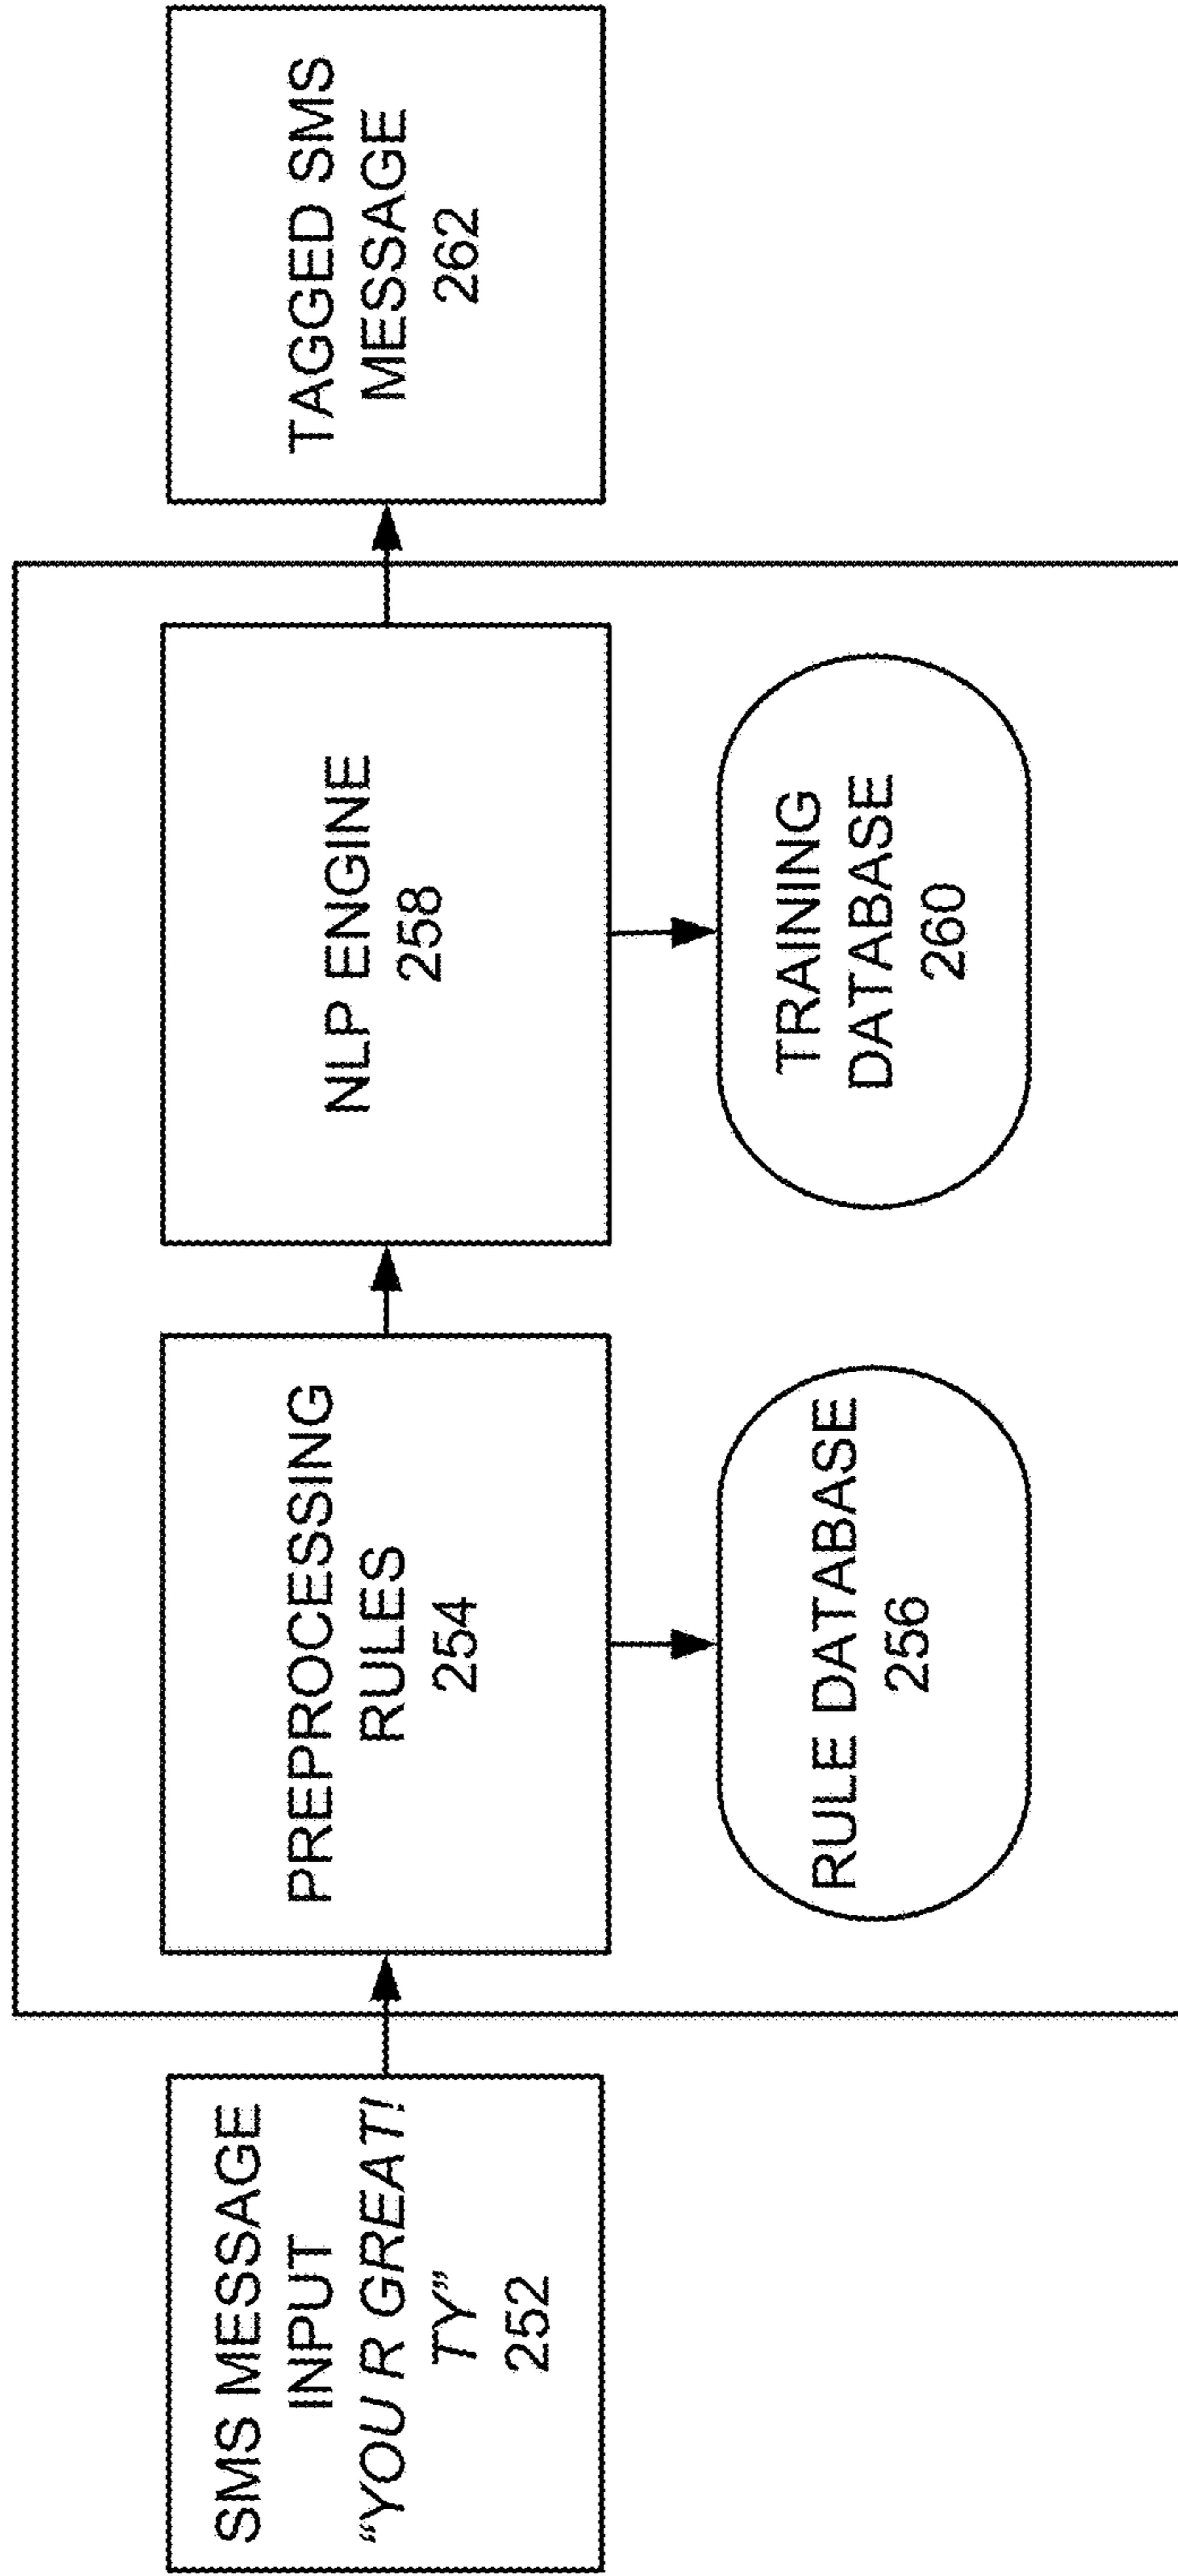 SMS MESSAGE
INPUT
“YOU R GREAT!
TY”
252
PREPROCESSING
RULES
254
RULE DATABASE
256
NLP ENGINE
258
TRAINING
DATABASE
260
TAGGED SMS
MESSAGE
262